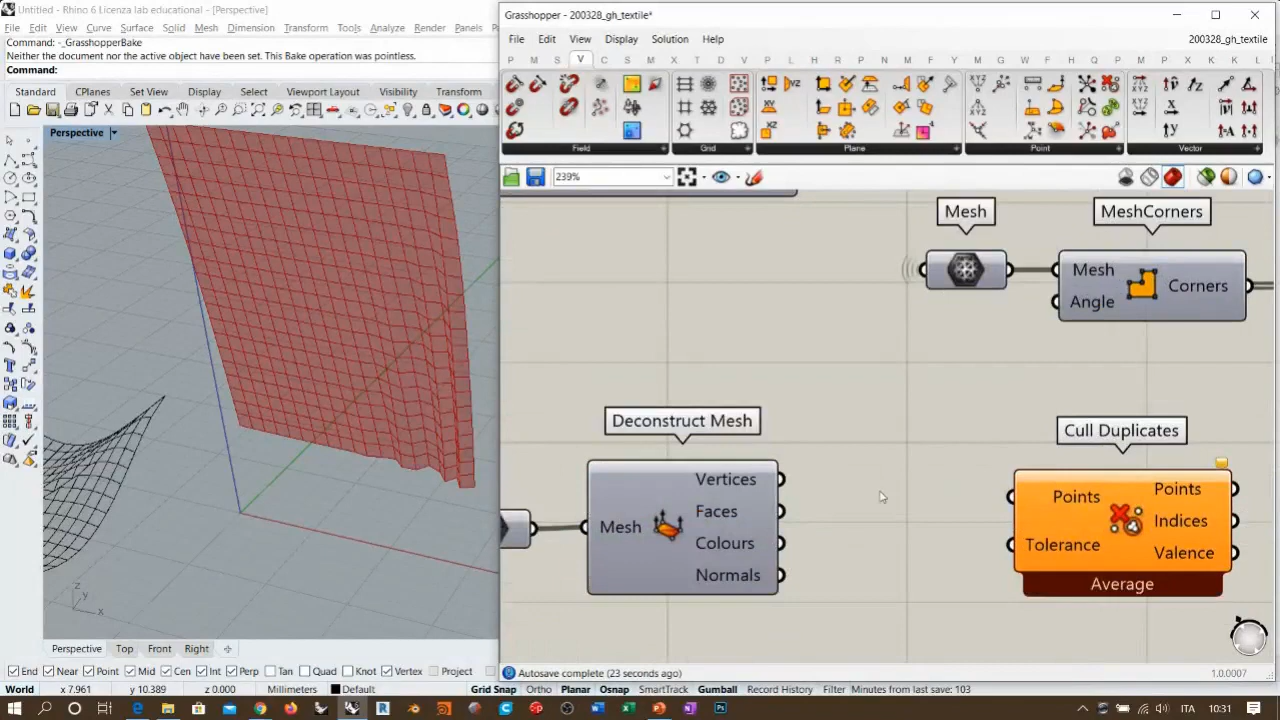 Untitled - Rhino 6 Licenza lab educational - [Perspective]
File Edit View Curve Surface Solid Mesh Dimension Transform Tools Analyze Render Panels
Command: -_GrasshopperBake
Neither the document nor the active object have been set. This Bake operation was pointless.
Command:
Standard CPlanes Set View Display Select Viewport Layout Visibility Transform
Perspective
z
y
x
Perspective Top Front Right
End Near Point Mid Cen Int Perp Tan Quad Knot Vertex Project
World x 7.961 y 10.389 z 0.000 Millimeters Default Grid Snap Ortho Planar Osnap SmartTrack Gumball Record History Filter Minutes from last save: 103
Grasshopper - 200328_gh_textile*
File Edit View Display Solution Help 200328_gh_textile*
P M S V C S M I T D V P L H O E R P N M F Y M P T G F B K L
Field Grid Plane Point Vector
239%
Mesh
MeshCorners
Mesh
Angle
Corners
Deconstruct Mesh
Mesh
Vertices
Faces
Colours
Normals
Cull Duplicates
Points
Tolerance
Points
Indices
Valence
Average
Autosave complete (23 seconds ago) 1.0.0007
ITA 10:31